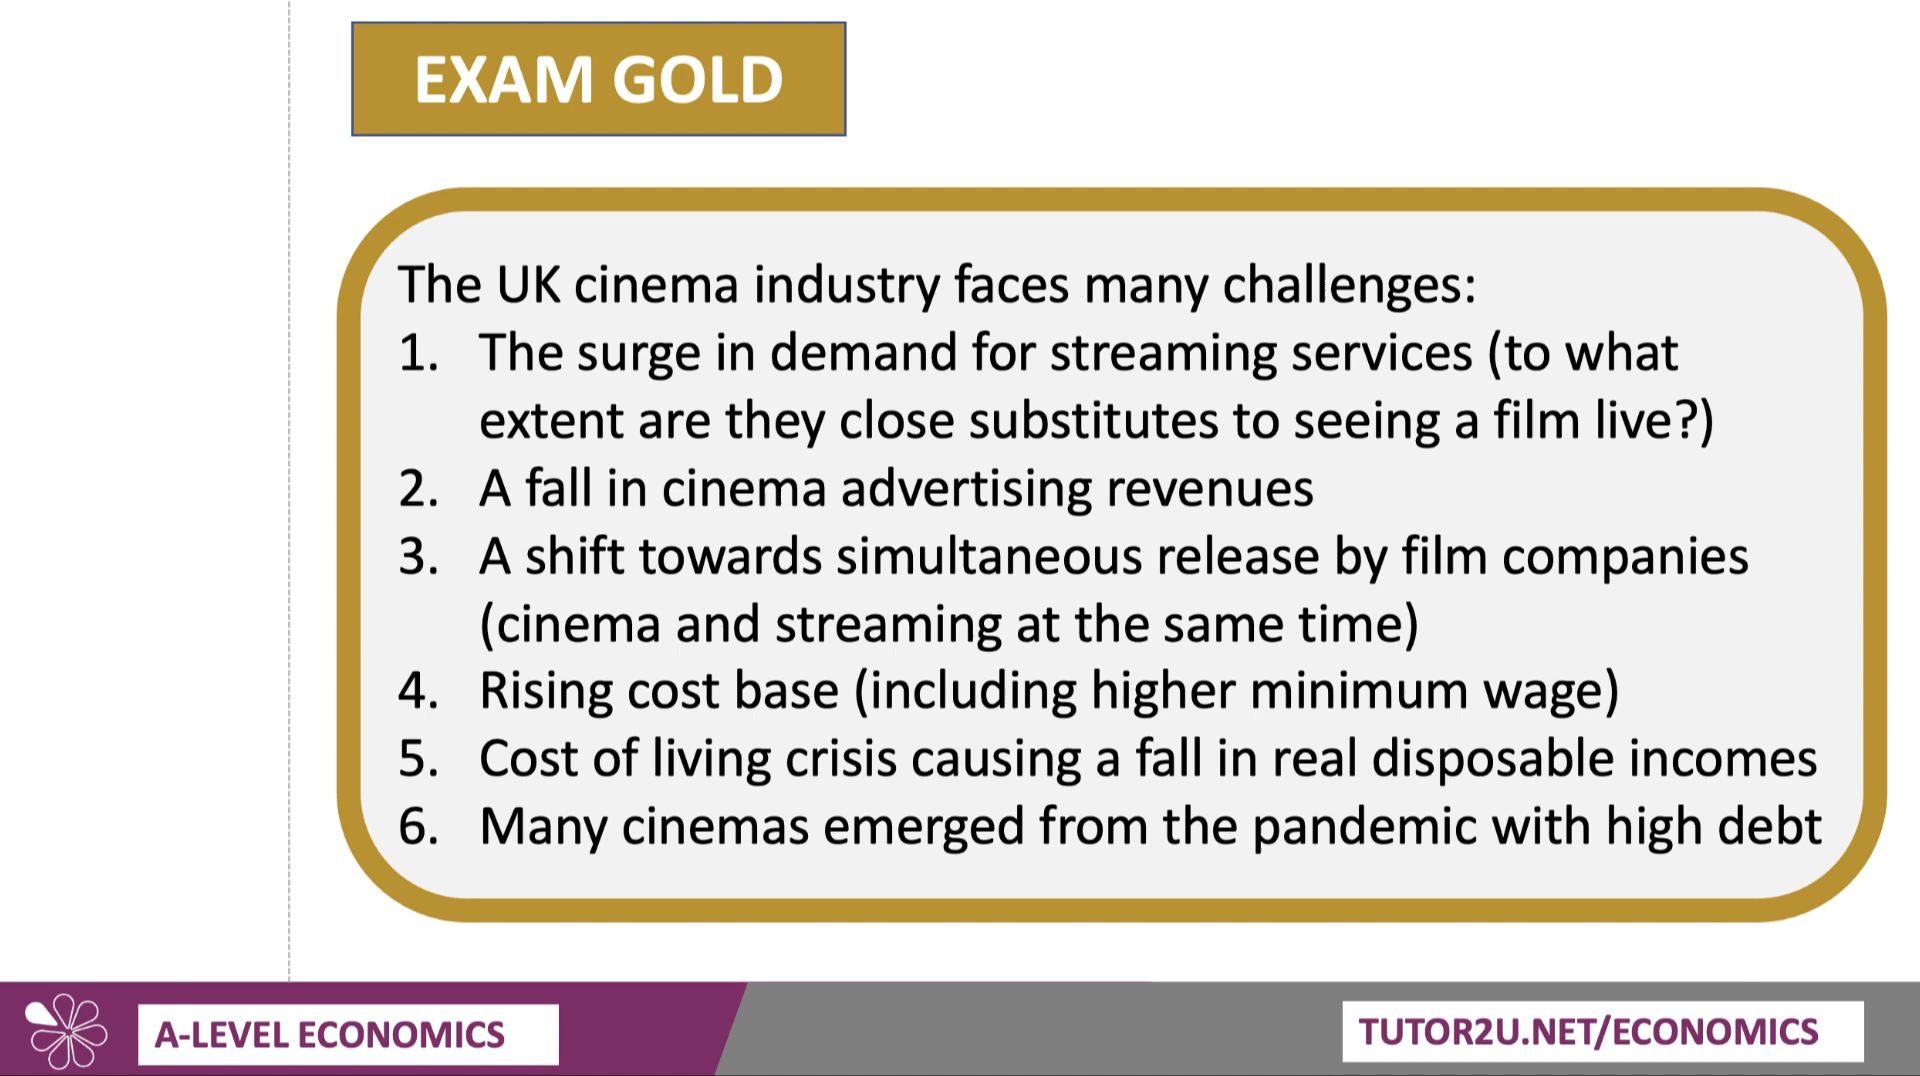 EXAM GOLD
The UK cinema industry faces many challenges:
1. The surge in demand for streaming services (to what
extent are they close substitutes to seeing a film live?)
2. A fall in cinema advertising revenues
3. A shift towards simultaneous release by film companies
(cinema and streaming at the same time)
4. Rising cost base (including higher minimum wage)
5. Cost of living crisis causing a fall in real disposable incomes
6. Many cinemas emerged from the pandemic with high debt
A-LEVEL ECONOMICS
TUTOR2U.NET/ECONOMICS